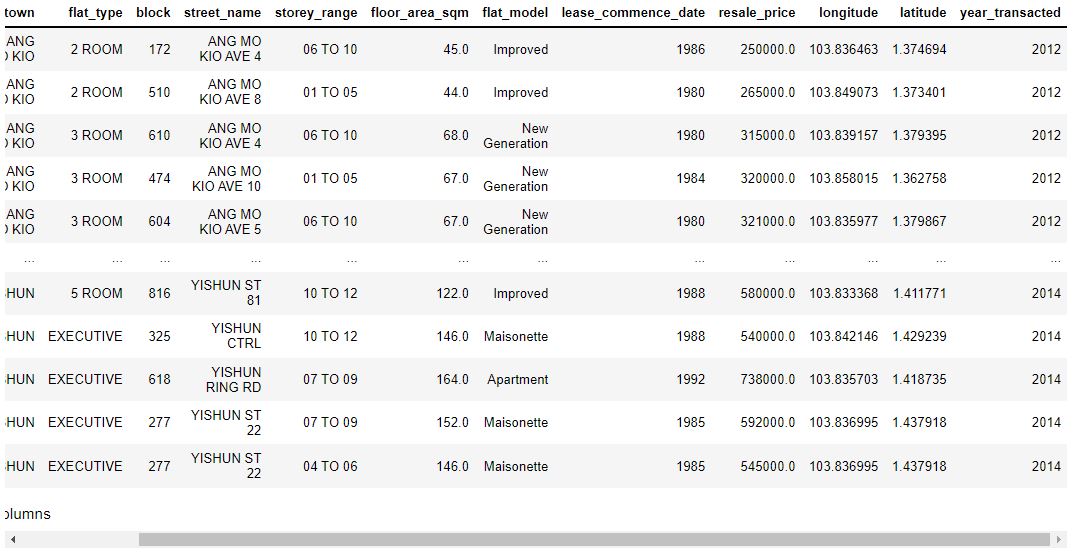 town flat_type block street_name storey_range floor_area_sqm flat_model lease_commence_date resale_price longitude latitude year_transacted
ANG 2 ROOM 172 ANG MO 06 TO 10 45.0 Improved 1986 250000.0 103.836463 1.374694 2012
KIO KIO AVE 4
ANG 2 ROOM 510 ANG MO 01 TO 05 44.0 Improved 1980 265000.0 103.849073 1.373401 2012
KIO KIO AVE 8
ANG 3 ROOM 610 ANG MO 06 TO 10 68.0 New 1980 315000.0 103.839157 1.379395 2012
KIO KIO AVE 4 Generation
ANG 3 ROOM 474 ANG MO 01 TO 05 67.0 New 1984 320000.0 103.858015 1.362758 2012
KIO KIO AVE 10 Generation
ANG 3 ROOM 604 ANG MO 06 TO 10 67.0 New 1980 321000.0 103.835977 1.379867 2012
KIO KIO AVE 5 Generation
... ... ... ... ... ... ... ... ... ... ... ...
HUN 5 ROOM 816 YISHUN ST 10 TO 12 122.0 Improved 1988 580000.0 103.833368 1.411771 2014
81
HUN EXECUTIVE 325 YISHUN 10 TO 12 146.0 Maisonette 1988 540000.0 103.842146 1.429239 2014
CTRL
HUN EXECUTIVE 618 YISHUN 07 TO 09 164.0 Apartment 1992 738000.0 103.835703 1.418735 2014
RING RD
HUN EXECUTIVE 277 YISHUN ST 07 TO 09 152.0 Maisonette 1985 592000.0 103.836995 1.437918 2014
22
HUN EXECUTIVE 277 YISHUN ST 04 TO 06 146.0 Maisonette 1985 545000.0 103.836995 1.437918 2014
22
olumns